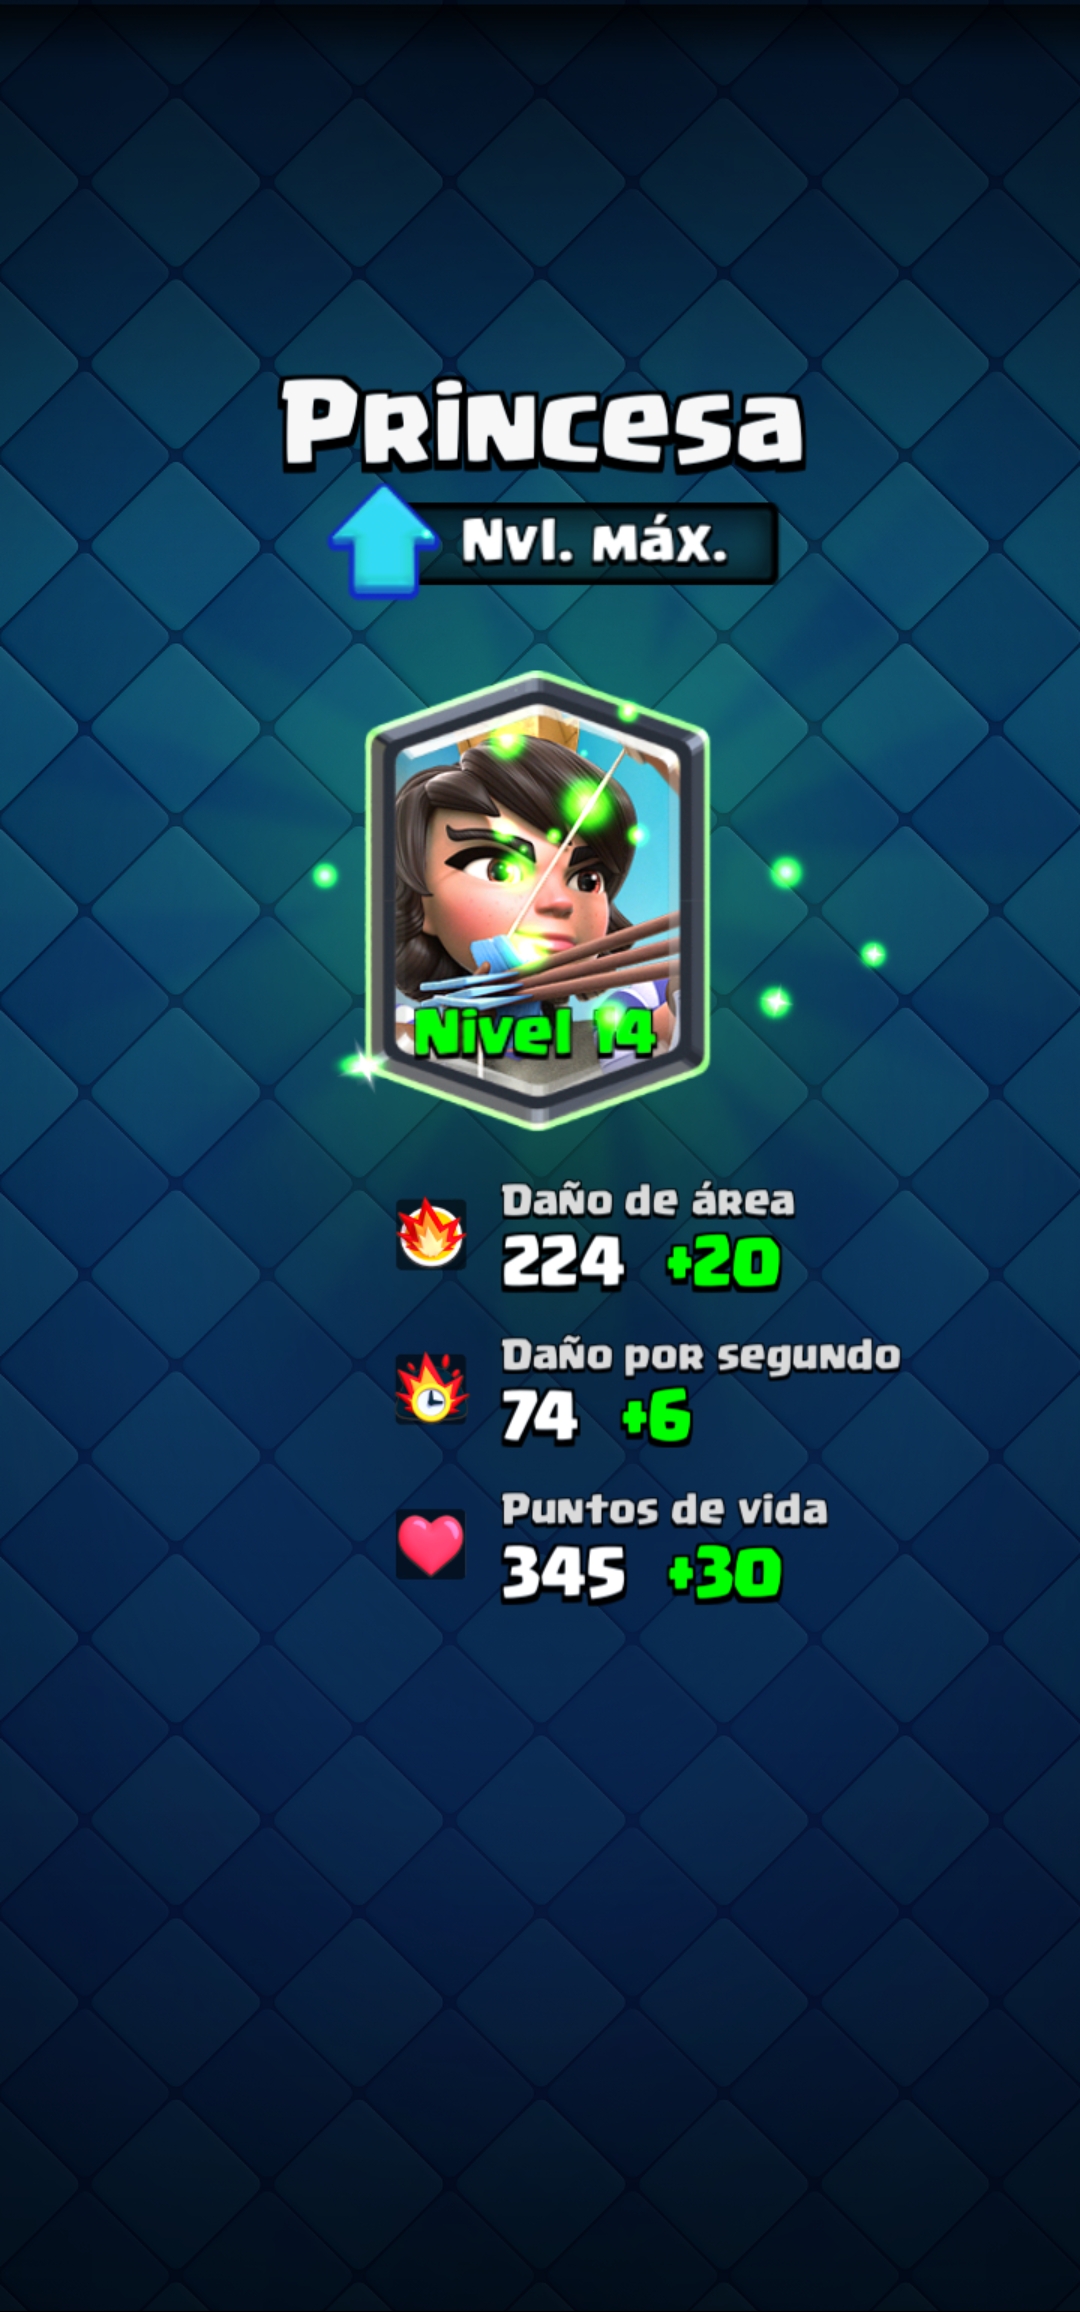 Princesa
Nvl. máx.
Nivel 14
Daño de área
224 +20
Daño por segundo
74 +6
Puntos de vida
345 +30